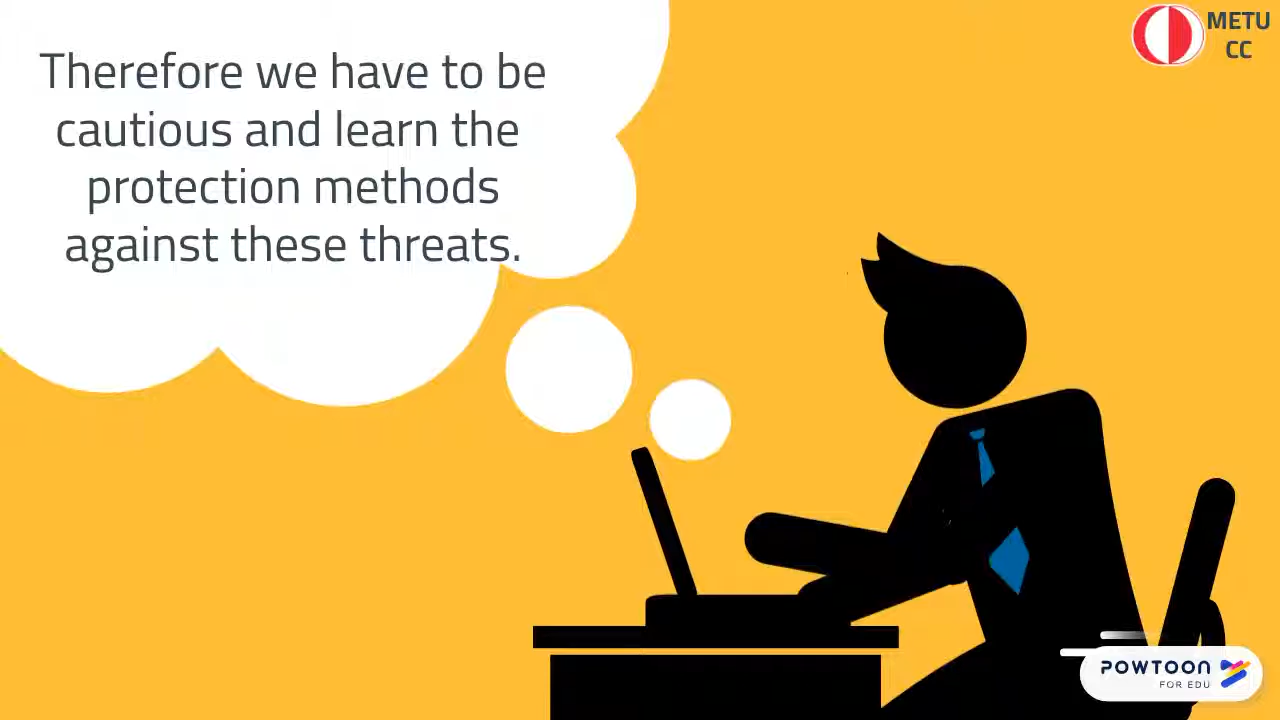 Therefore we have to be
cautious and learn the
protection methods
against these threats.
METU
CC
POWTOON
FOR EDU